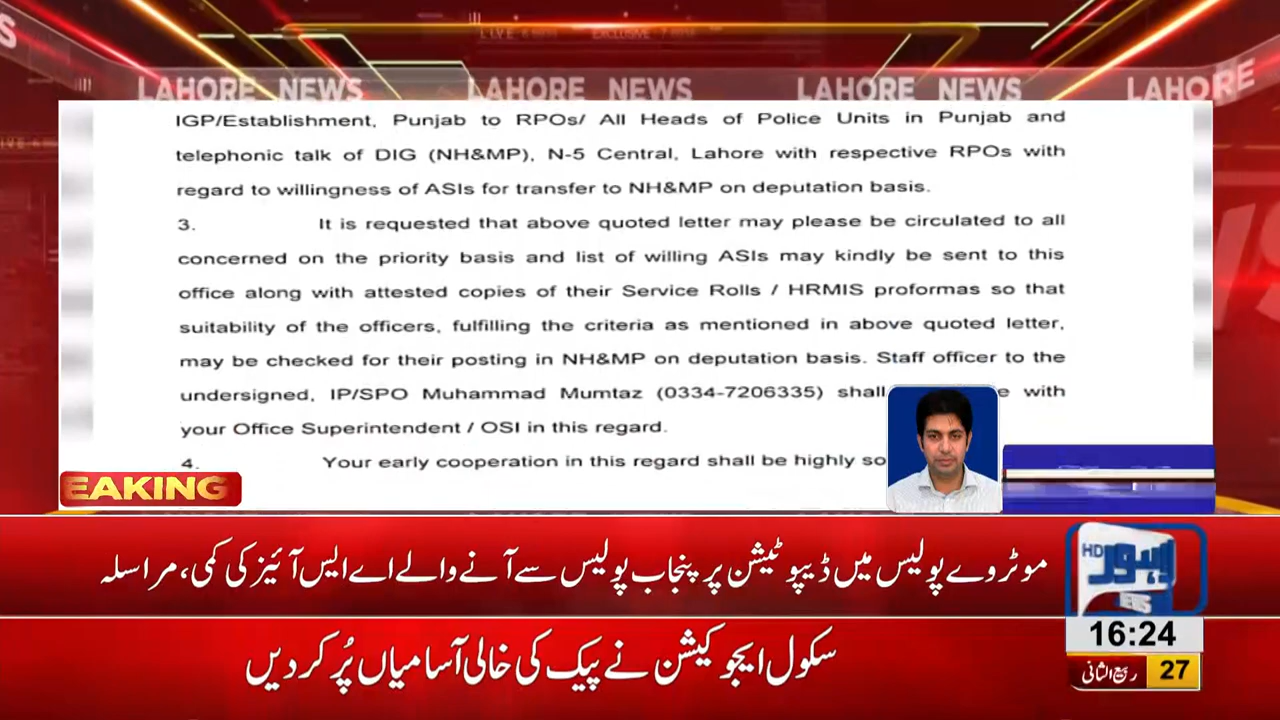 LAHORE NEWS LAHORE NEWS LAHORE NEWS LAHORE
IGP/Establishment, Punjab to RPOs/ All Heads of Police Units in Punjab and
telephonic talk of DIG (NH&MP), N-5 Central, Lahore with respective RPOs with
regard to willingness of ASIs for transfer to NH&MP on deputation basis.
3. It is requested that above quoted letter may please be circulated to all
concerned on the priority basis and list of willing ASIs may kindly be sent to this
office along with attested copies of their Service Rolls / HRMIS proformas so that
suitability of the officers, fulfilling the criteria as mentioned in above quoted letter,
may be checked for their posting in NH&MP on deputation basis. Staff officer to the
undersigned, IP/SPO Muhammad Mumtaz (0334-7206335) shall e with
your Office Superintendent / OSI in this regard.
4. Your early cooperation in this regard shall be highly so
EAKING
موٹروے پولیس میں ڈیپوٹیشن پر پنجاب پولیس سے آنے والے اے ایس آئیز کی کمی، مراسلہ
سکول ایجوکیشن نے پیک کی خالی آسامیاں پُر کر دیں
لاہور HD
16:24
27 ربیع الثانی